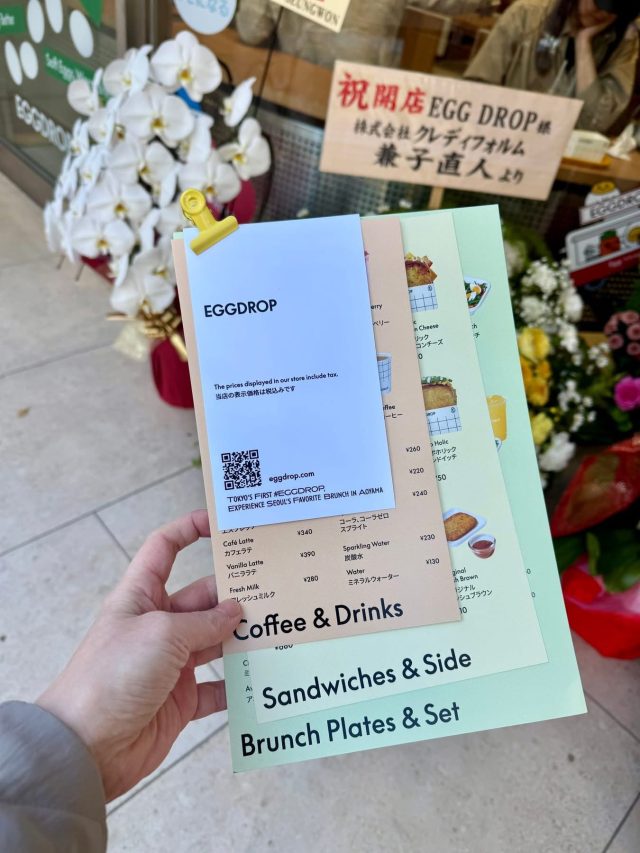 EGGDROP
祝開店 EGG DROP 様
株式会社 クレディフォルム
兼子直人 より
EGGDROP
The prices displayed in our store include tax.
当店の表示価格は税込みです
eggdrop.com
TOKYO'S FIRST #EGGDROP,
EXPERIENCE SEOUL'S FAVORITE BRUNCH IN AOYAMA
¥260
¥220
¥240
Café Latte ¥340
カフェラテ
Vanilla Latte ¥390
バニララテ
Fresh Milk ¥280
フレッシュミルク
コーラ、コーラゼロ
スプライト
Sparkling Water ¥230
炭酸水
Water ¥130
ミネラルウォーター
Coffee & Drinks
Sandwiches & Side
Brunch Plates & Set